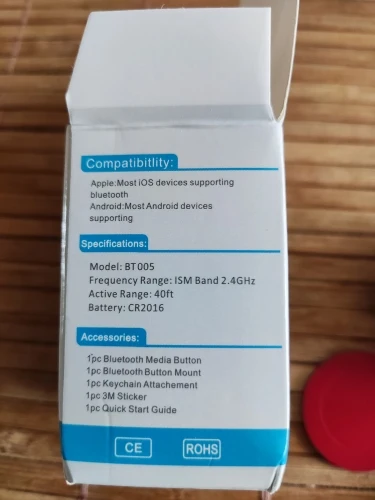 Compatibitlity:
Apple:Most iOS devices supporting
bluetooth
Android:Most Android devices
supporting
Specifications:
Model: BT005
Frequency Range: ISM Band 2.4GHz
Active Range: 40ft
Battery: CR2016
Accessories:
1pc Bluetooth Media Button
1pc Bluetooth Button Mount
1pc Keychain Attachement
1pc 3M Sticker
1pc Quick Start Guide
CE ROHS